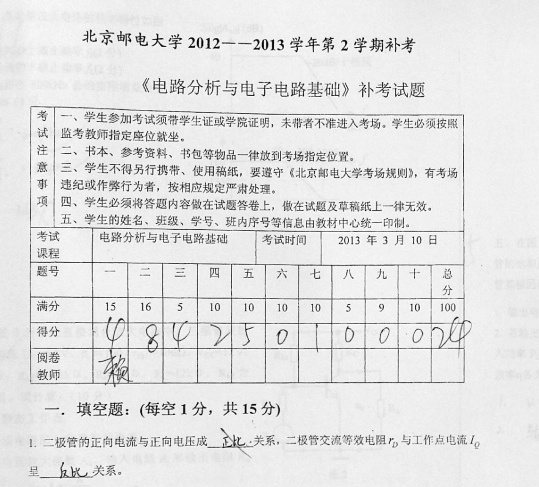 北京邮电大学 2012——2013 学年第 2 学期补考
《电路分析与电子电路基础》补考试题
考试注意事项
一、学生参加考试须带学生证或学院证明，未带者不准进入考场。学生必须按照
监考教师指定座位就坐。
二、书本、参考资料、书包等物品一律放到考场指定位置。
三、学生不得另行携带、使用稿纸，要遵守《北京邮电大学考场规则》，有考场
违纪或作弊行为者，按相应规定严肃处理。
四、学生必须将答题内容做在试题答卷上，做在试题及草稿纸上一律无效。
五、学生的姓名、班级、学号、班内序号等信息由教材中心统一印制。
考试课程 电路分析与电子电路基础 考试时间 2013 年 3 月 10 日
题号 一 二 三 四 五 六 七 八 九 十 总分
满分 15 16 5 10 10 10 10 5 9 10 100
得分 4 8 4 2 5 0 1 0 0 0 24
阅卷教师 赖
一．填空题：(每空 1 分，共 15 分)
1. 二极管的正向电流与正向电压成 正比 关系，二极管交流等效电阻 r_D 与工作点电流 I_Q
呈 反比 关系。